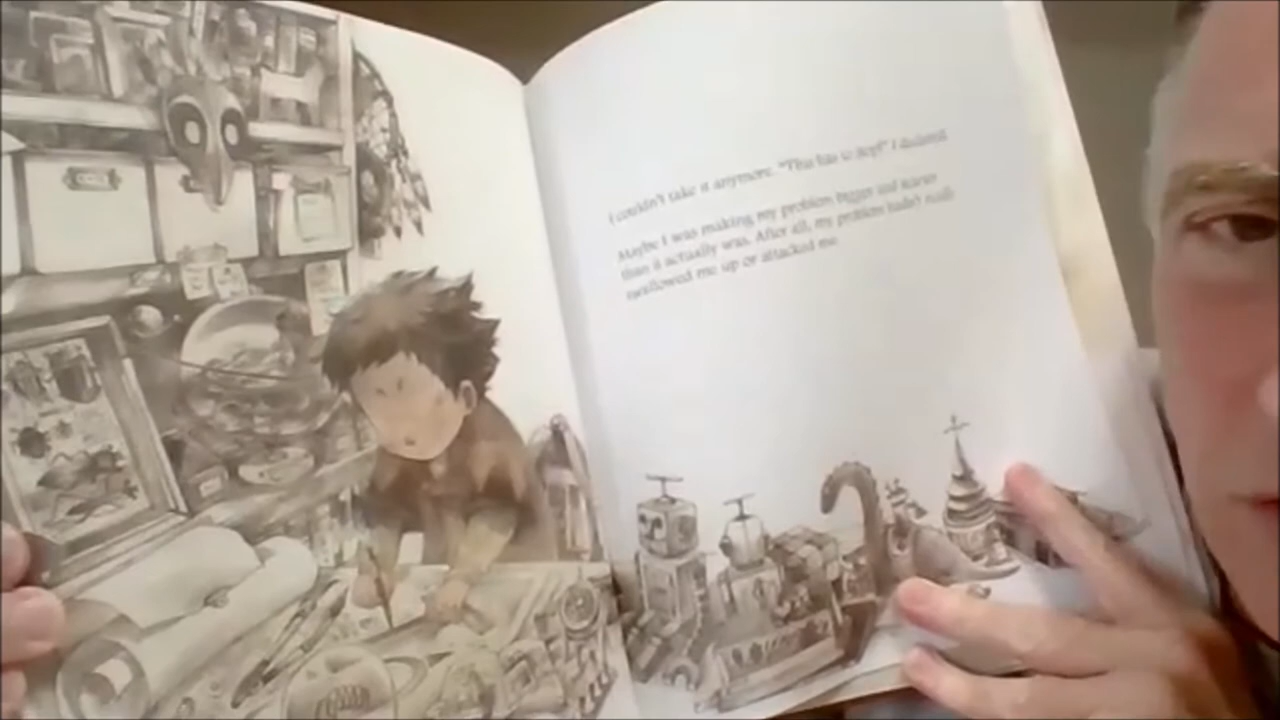 I couldn't take it anymore. "This has to stop!" I declared.
Maybe I was making my problem bigger and scarier
than it actually was. After all, my problem hadn't really
swallowed me up or attacked me.